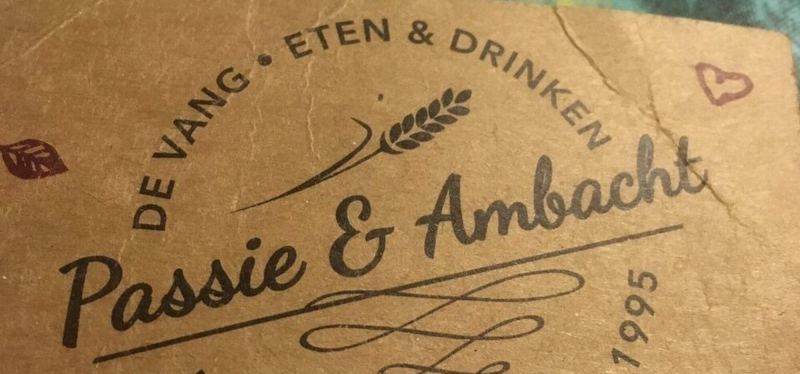 DE VANG • ETEN & DRINKEN
Passie & Ambacht
1995